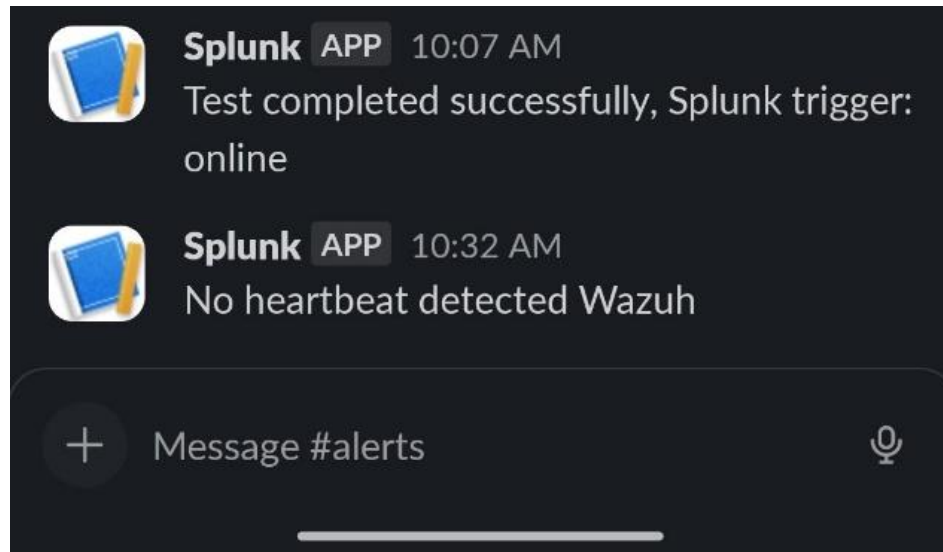 Splunk APP 10:07 AM
Test completed successfully, Splunk trigger:
online
Splunk APP 10:32 AM
No heartbeat detected Wazuh
Message #alerts